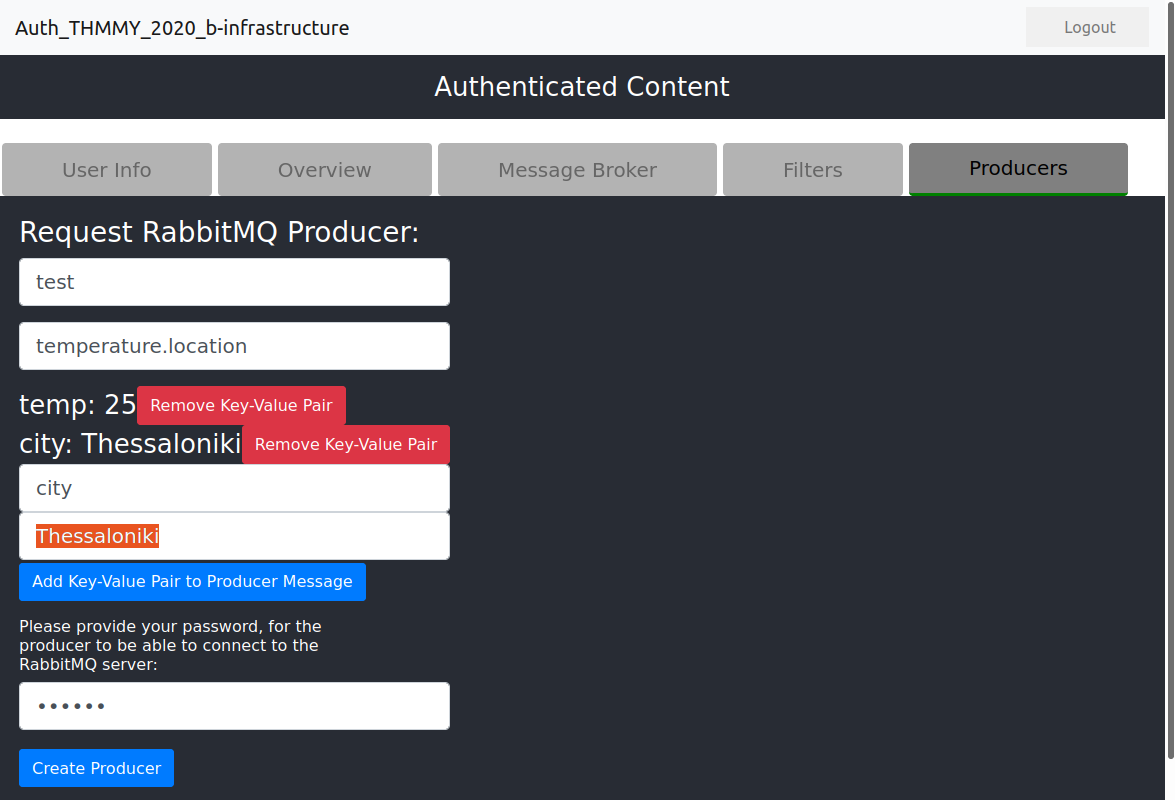 Auth_THMMY_2020_b-infrastructure
Logout
Authenticated Content
User Info
Overview
Message Broker
Filters
Producers
Request RabbitMQ Producer:
test
temperature.location
temp: 25 Remove Key-Value Pair
city: Thessaloniki Remove Key-Value Pair
city
Thessaloniki
Add Key-Value Pair to Producer Message
Please provide your password, for the
producer to be able to connect to the
RabbitMQ server:
••••••
Create Producer